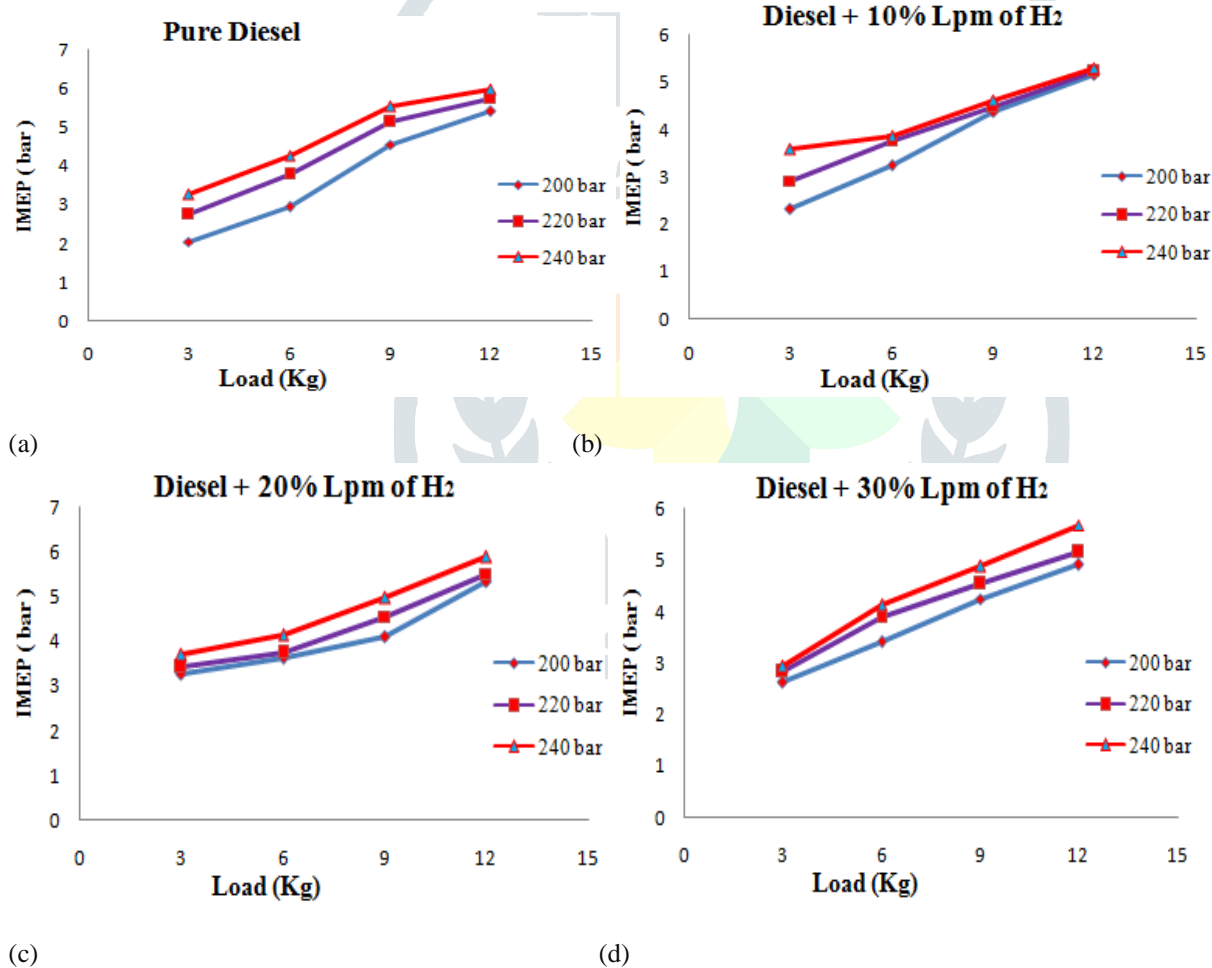 Pure Diesel
7
6
5
4
3
2
1
0
IMEP ( bar )
0 3 6 9 12 15
Load (Kg)
200 bar
220 bar
240 bar
(a)
Diesel + 10% Lpm of H2
6
5
4
3
2
1
0
IMEP ( bar )
0 3 6 9 12 15
Load (Kg)
200 bar
220 bar
240 bar
(b)
Diesel + 20% Lpm of H2
7
6
5
4
3
2
1
0
IMEP ( bar )
0 3 6 9 12 15
Load (Kg)
200 bar
220 bar
240 bar
(c)
Diesel + 30% Lpm of H2
6
5
4
3
2
1
0
IMEP ( bar )
0 3 6 9 12 15
Load (Kg)
200 bar
220 bar
240 bar
(d)